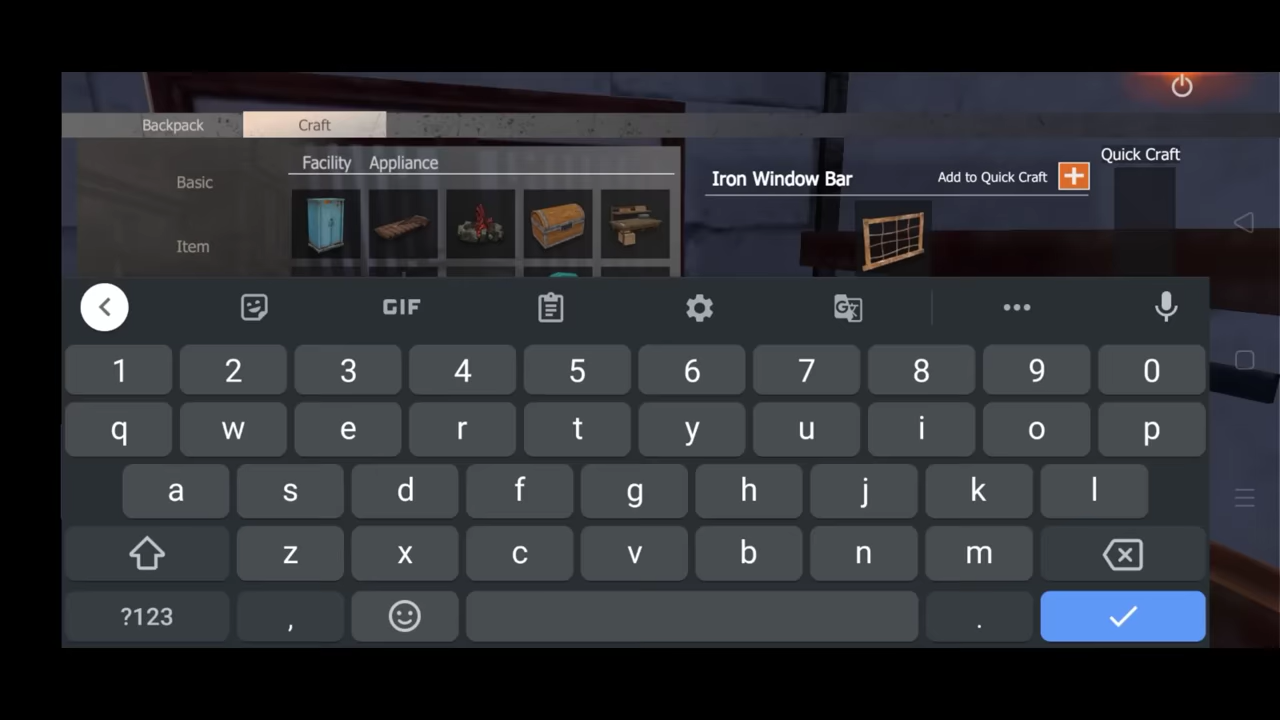 Backpack
Craft
Quick Craft
Facility Appliance
Iron Window Bar
Add to Quick Craft
Basic
Item
GIF
1 2 3 4 5 6 7 8 9 0
q w e r t y u i o p
a s d f g h j k l
z x c v b n m
?123 , .